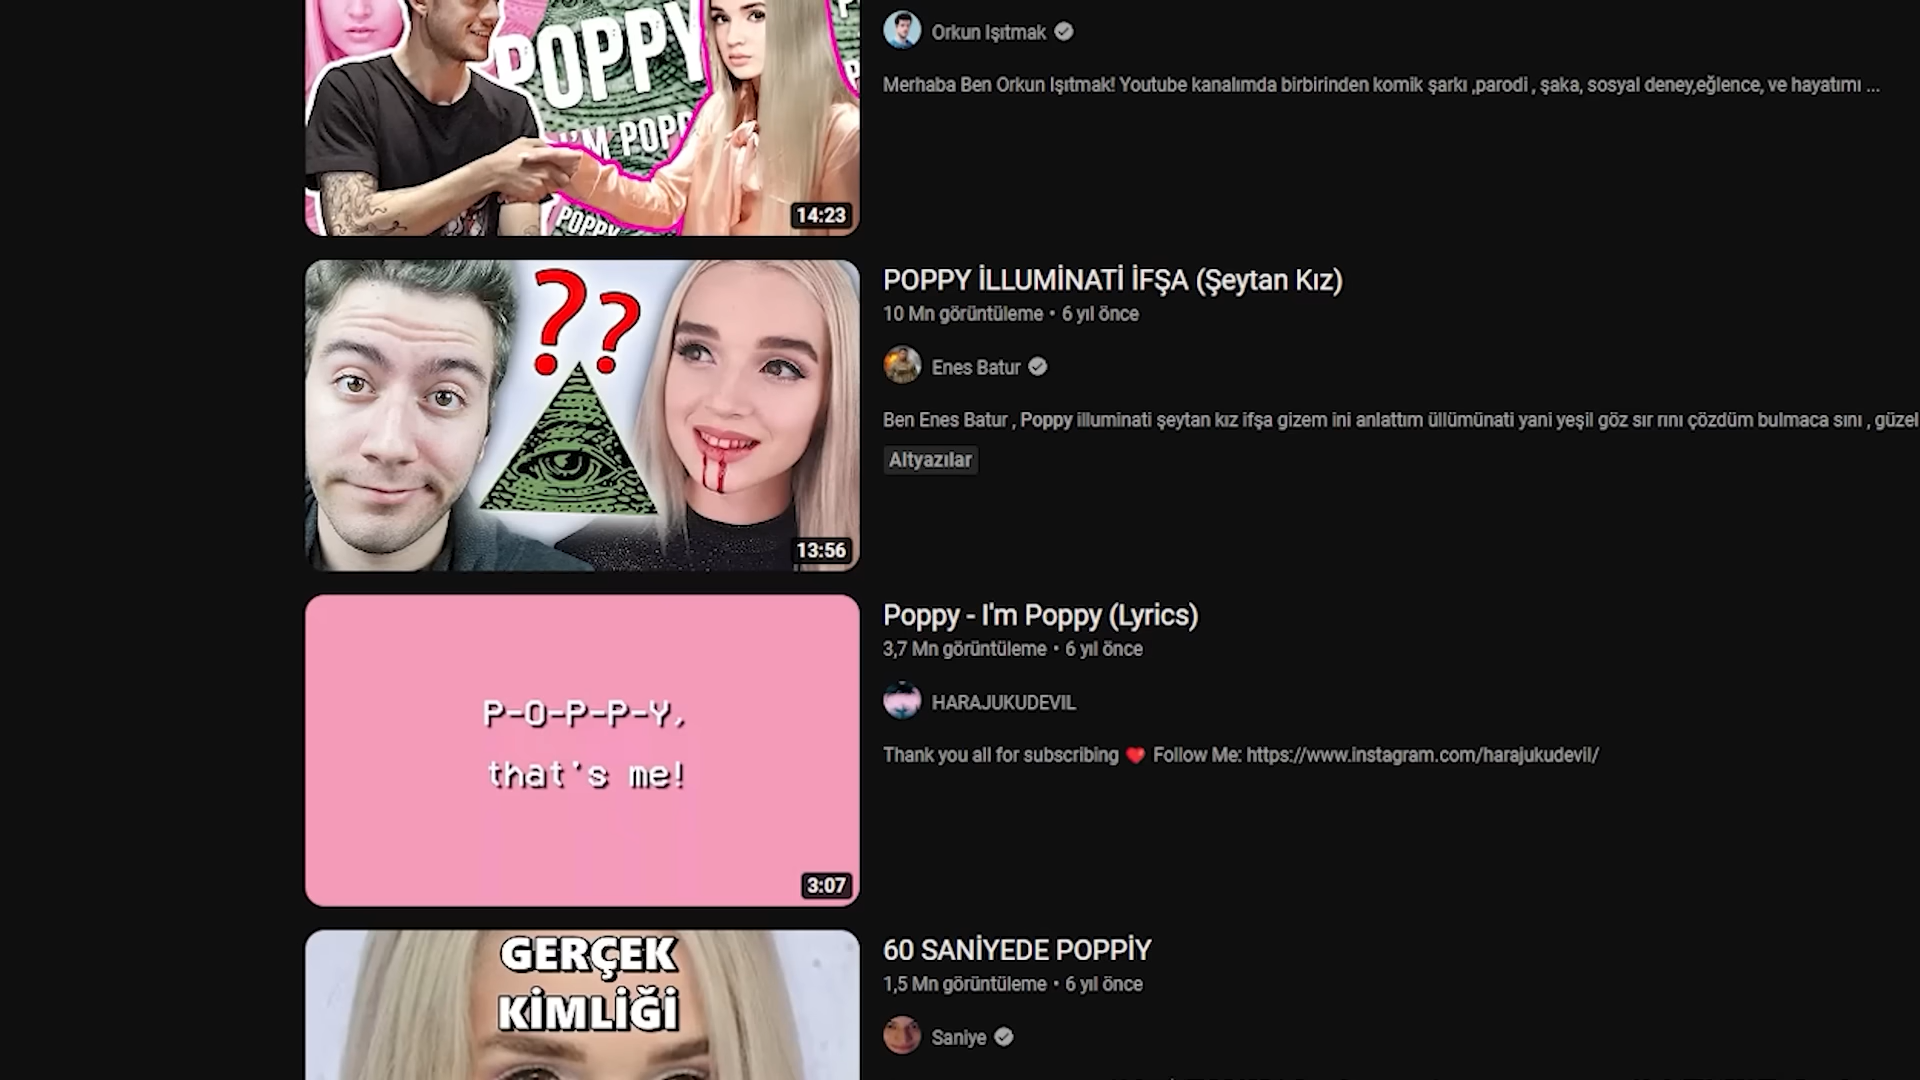 POPPY
I'M POPP
POPPY
14:23
Orkun Işıtmak
Merhaba Ben Orkun Işıtmak! Youtube kanalımda birbirinden komik şarkı ,parodi , şaka, sosyal deney,eğlence, ve hayatımı ...
??
13:56
POPPY İLLUMİNATİ İFŞA (Şeytan Kız)
10 Mn görüntüleme • 6 yıl önce
Enes Batur
Ben Enes Batur , Poppy illuminati şeytan kız ifşa gizem ini anlattım üllümünati yani yeşil göz sır rını çözdüm bulmaca sını , güzel
Altyazılar
P-O-P-P-Y,
that's me!
3:07
Poppy - I'm Poppy (Lyrics)
3,7 Mn görüntüleme • 6 yıl önce
HARAJUKUDEVIL
Thank you all for subscribing ❤️ Follow Me: https://www.instagram.com/harajukudevil/
GERÇEK
KİMLİĞİ
60 SANİYEDE POPPİY
1,5 Mn görüntüleme • 6 yıl önce
Saniye